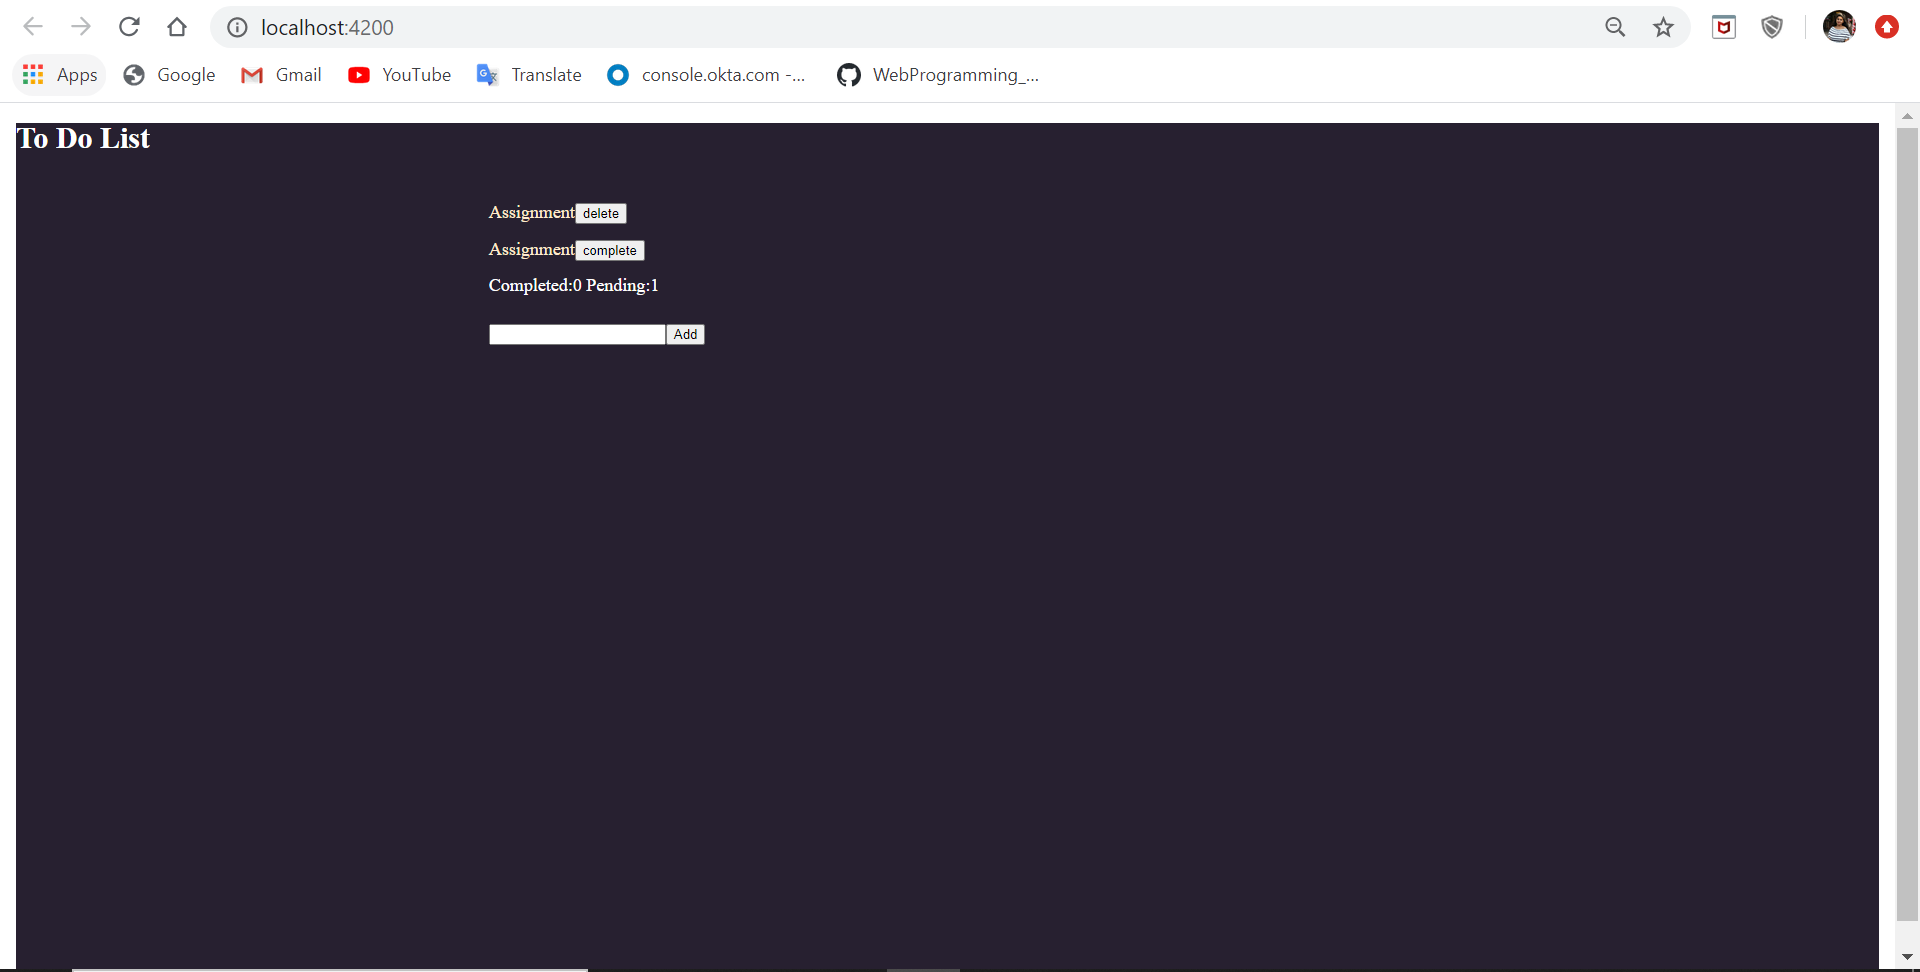 localhost:4200
Apps Google Gmail YouTube Translate console.okta.com -... WebProgramming_...
To Do List
Assignment delete
Assignment complete
Completed:0 Pending:1
Add